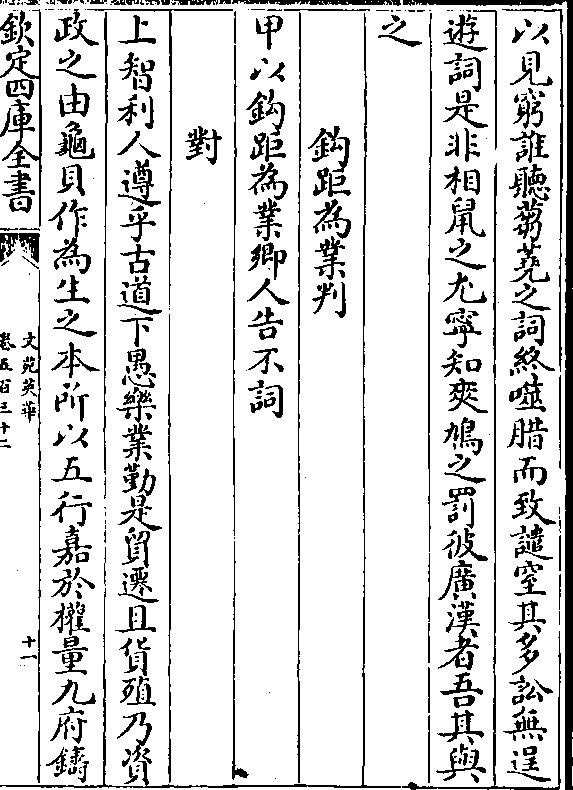 以見窮誰聽蒭蕘之詞終噬腊而致譴窒其多訟無逞
遊詞是非相鼠之尤寧知爽鳩之罰彼廣漢者吾其與
之
鈎距為業判
甲以鈎距為業鄉人告不詞
對
上智利人遵乎古道下愚樂業勤是貿遷且貨殖乃資
政之由龜貝作為生之本所以五行嘉於權量九府鑄
欽定四庫全書
文苑英華
卷五百三十二
十一